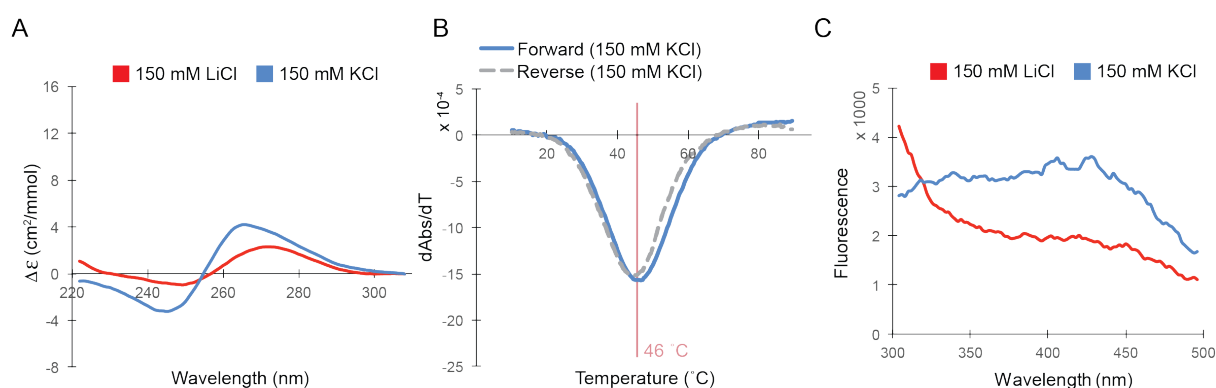 A
150 mM LiCl
150 mM KCl
16
12
8
4
0
-4
-8
220
240
260
280
300
Δε (cm²/mmol)
Wavelength (nm)
B
Forward (150 mM KCl)
Reverse (150 mM KCl)
x 10⁻⁴
5
0
-5
-10
-15
-20
-25
20
40
60
80
46 °C
dAbs/dT
Temperature (°C)
C
150 mM LiCl
150 mM KCl
x 1000
5
4
3
2
1
0
300
350
400
450
500
Fluorescence
Wavelength (nm)